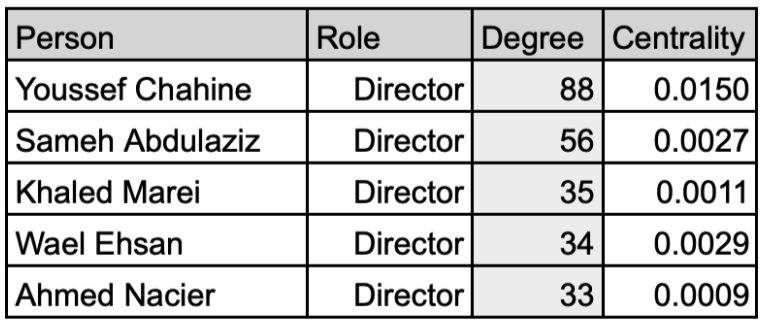 Person Role Degree Centrality
Youssef Chahine Director 88 0.0150
Sameh Abdulaziz Director 56 0.0027
Khaled Marei Director 35 0.0011
Wael Ehsan Director 34 0.0029
Ahmed Nacier Director 33 0.0009